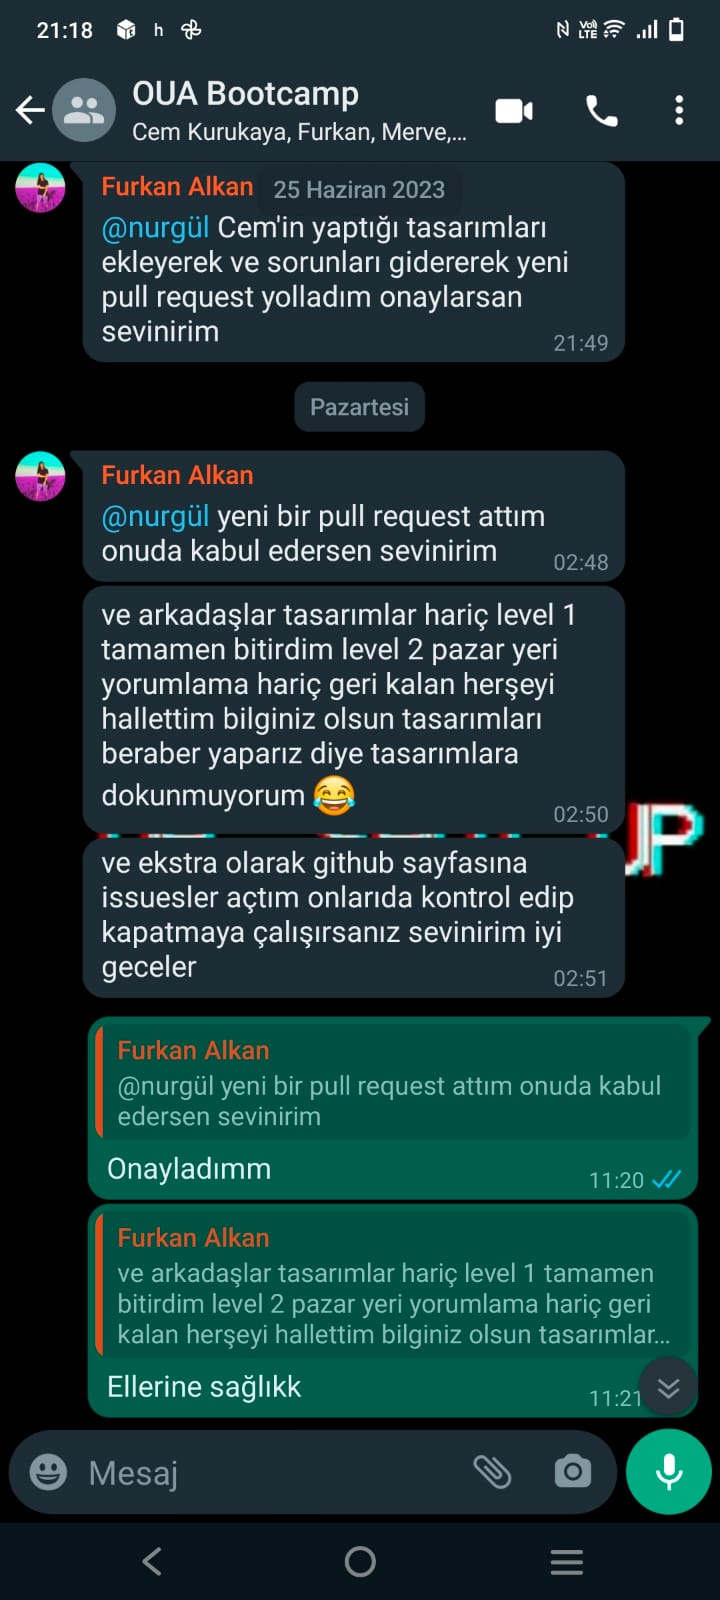 21:18 h VoI) LTE
OUA Bootcamp
Cem Kurukaya, Furkan, Merve,...
25 Haziran 2023
Furkan Alkan
@nurgül Cem'in yaptığı tasarımları
ekleyerek ve sorunları gidererek yeni
pull request yolladım onaylarsan
sevinirim
21:49
Pazartesi
Furkan Alkan
@nurgül yeni bir pull request attım
onuda kabul edersen sevinirim
02:48
ve arkadaşlar tasarımlar hariç level 1
tamamen bitirdim level 2 pazar yeri
yorumlama hariç geri kalan herşeyi
hallettim bilginiz olsun tasarımları
beraber yaparız diye tasarımlara
dokunmuyorum 😂
02:50
UP
ve ekstra olarak github sayfasına
issuesler açtım onlarıda kontrol edip
kapatmaya çalışırsanız sevinirim iyi
geceler
02:51
Furkan Alkan
@nurgül yeni bir pull request attım onuda kabul
edersen sevinirim
Onayladımm
11:20
Furkan Alkan
ve arkadaşlar tasarımlar hariç level 1 tamamen
bitirdim level 2 pazar yeri yorumlama hariç geri
kalan herşeyi hallettim bilginiz olsun tasarımlar...
Ellerine sağlıkk
11:21
Mesaj